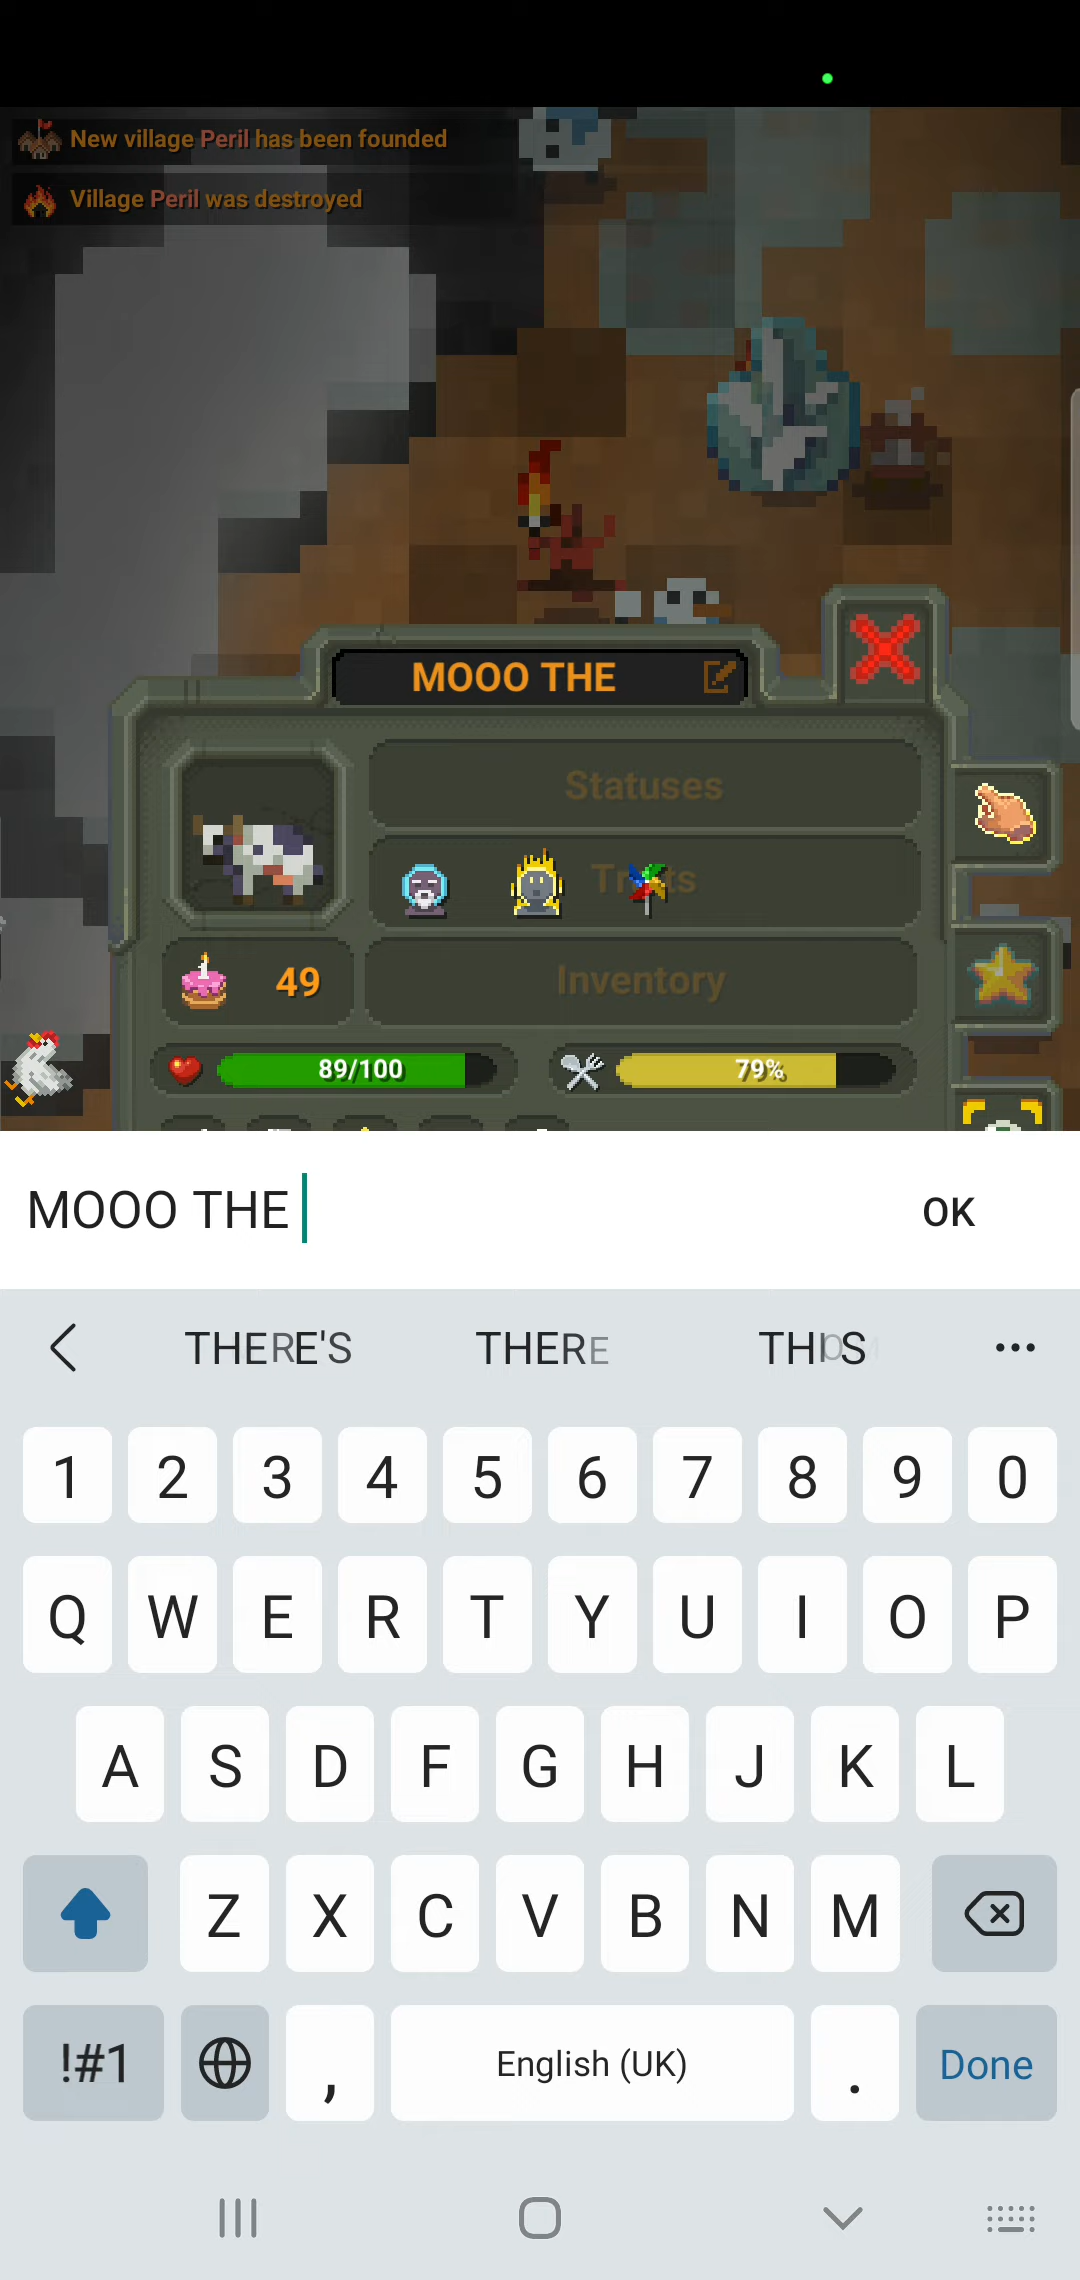 New village Peril has been founded
Village Peril was destroyed
MOOO THE
Statuses
Traits
49
Inventory
89/100
79%
MOOO THE
OK
THERE'S THERE
1 2 3 4 5 6 7 8 9 0
Q W E R T Y U I O P
A S D F G H J K L
Z X C V B N M
!#1 , English (UK) . Done